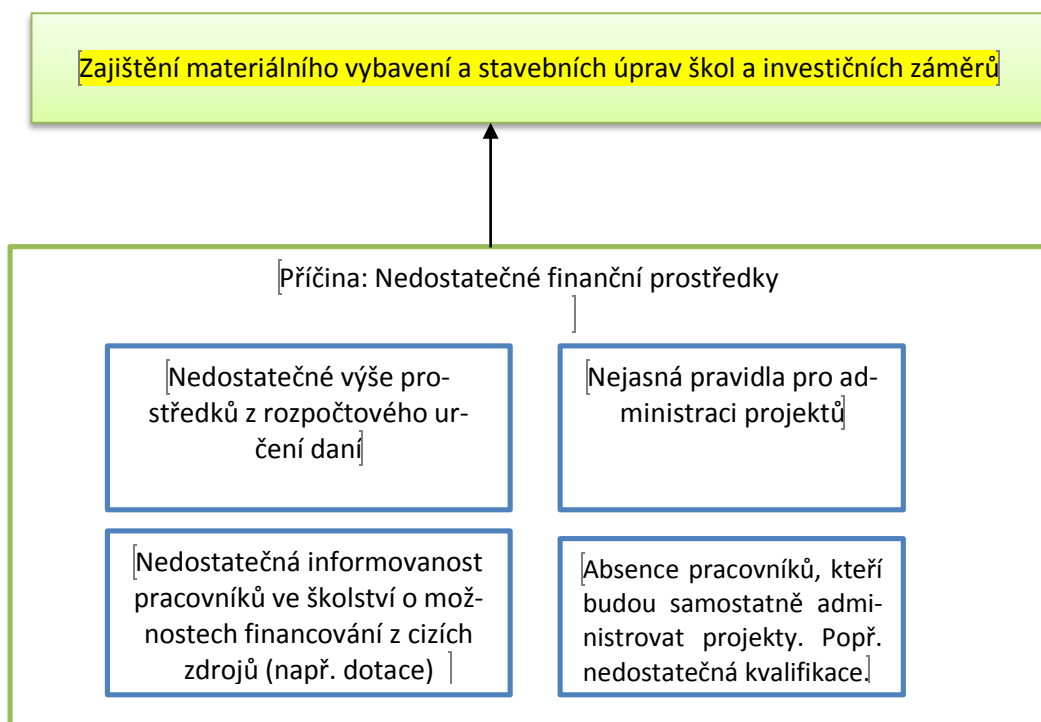 Zajištění materiálního vybavení a stavebních úprav škol a investičních záměrů
Příčina: Nedostatečné finanční prostředky
Nedostatečné výše pro-
středků z rozpočtového ur-
čení daní
Nejasná pravidla pro ad-
ministraci projektů
Nedostatečná informovanost
pracovníků ve školství o mož-
nostech financování z cizích
zdrojů (např. dotace)
Absence pracovníků, kteří
budou samostatně admi-
nistrovat projekty. Popř.
nedostatečná kvalifikace.